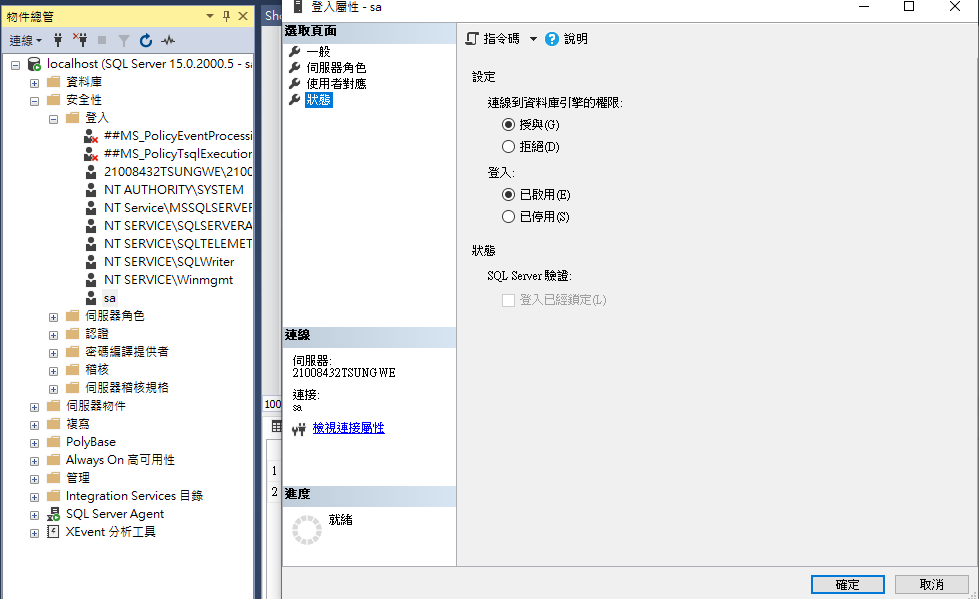 物件總管
連線
localhost (SQL Server 15.0.2000.5 - sa
資料庫
安全性
登入
##MS_PolicyEventProcessi
##MS_PolicyTsqlExecution
21008432TSUNGWE\2100
NT AUTHORITY\SYSTEM
NT Service\MSSQLSERVER
NT SERVICE\SQLSERVERA
NT SERVICE\SQLTELEMET
NT SERVICE\SQLWriter
NT SERVICE\Winmgmt
sa
伺服器角色
認證
密碼編譯提供者
稽核
伺服器稽核規格
伺服器物件
複寫
PolyBase
Always On 高可用性
管理
Integration Services 目錄
SQL Server Agent
XEvent 分析工具
Sho
100
1
2
登入屬性 - sa
選取頁面
一般
伺服器角色
使用者對應
狀態
連線
伺服器:
21008432TSUNGWE
連接:
sa
檢視連接屬性
進度
就緒
指令碼
說明
設定
連線到資料庫引擎的權限:
授與(G)
拒絕(D)
登入:
已啟用(E)
已停用(S)
狀態
SQL Server 驗證:
登入已經鎖定(L)
確定
取消